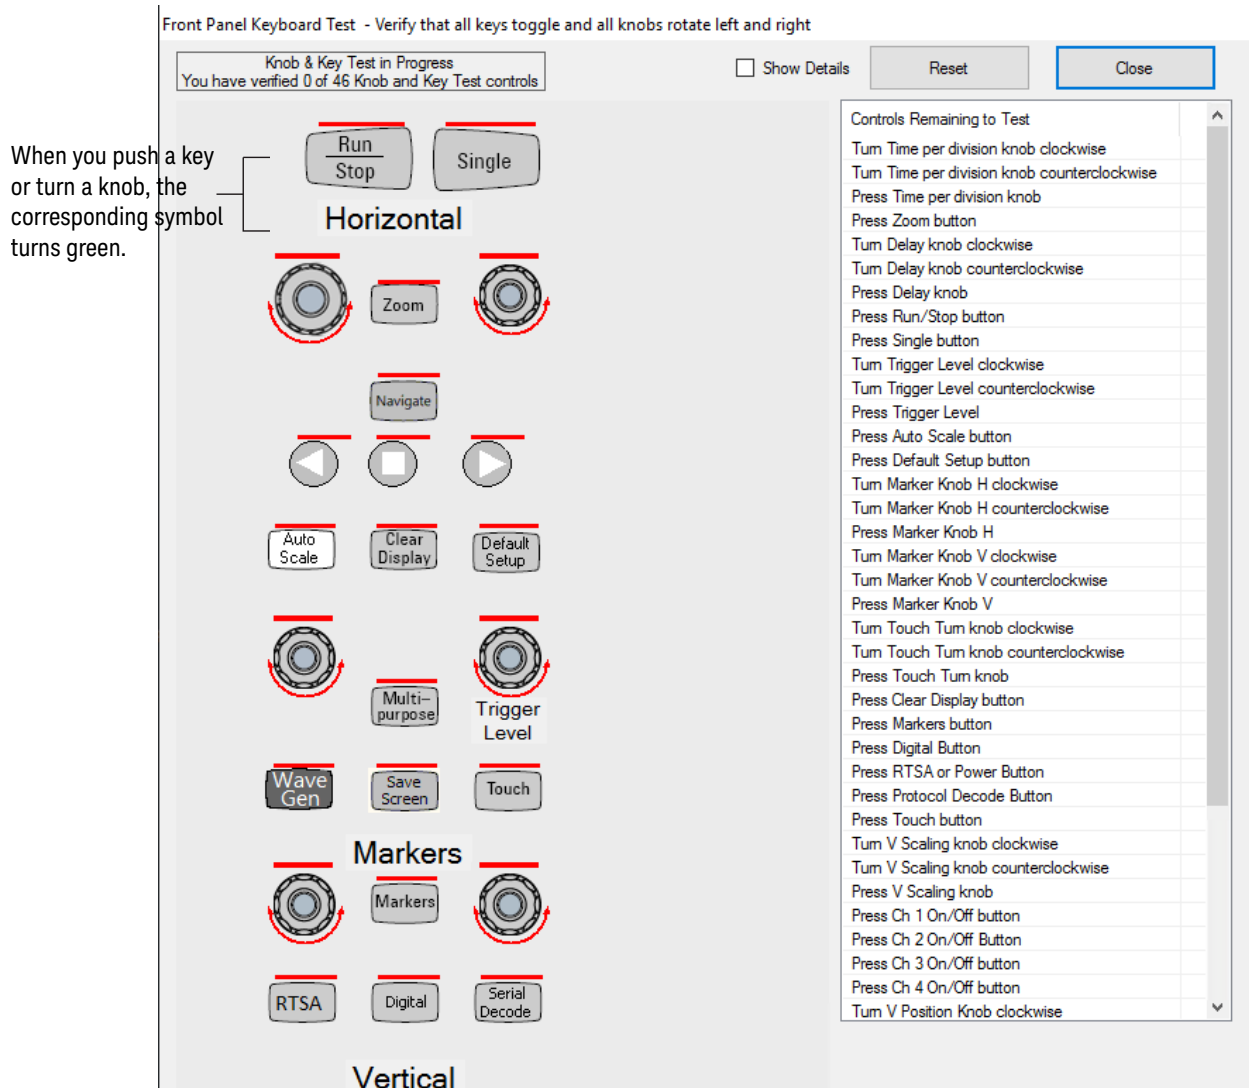 Front Panel Keyboard Test - Verify that all keys toggle and all knobs rotate left and right
Knob & Key Test in Progress
You have verified 0 of 46 Knob and Key Test controls
Show Details
Reset
Close
When you push a key
or turn a knob, the
corresponding symbol
turns green.
Run
Stop
Single
Horizontal
Zoom
Navigate
Auto
Scale
Clear
Display
Default
Setup
Multi-
purpose
Trigger
Level
Wave
Gen
Save
Screen
Touch
Markers
Markers
RTSA
Digital
Serial
Decode
Vertical
Controls Remaining to Test
Turn Time per division knob clockwise
Turn Time per division knob counterclockwise
Press Time per division knob
Press Zoom button
Turn Delay knob clockwise
Turn Delay knob counterclockwise
Press Delay knob
Press Run/Stop button
Press Single button
Turn Trigger Level clockwise
Turn Trigger Level counterclockwise
Press Trigger Level
Press Auto Scale button
Press Default Setup button
Turn Marker Knob H clockwise
Turn Marker Knob H counterclockwise
Press Marker Knob H
Turn Marker Knob V clockwise
Turn Marker Knob V counterclockwise
Press Marker Knob V
Turn Touch Turn knob clockwise
Turn Touch Turn knob counterclockwise
Press Touch Turn knob
Press Clear Display button
Press Markers button
Press Digital Button
Press RTSA or Power Button
Press Protocol Decode Button
Press Touch button
Turn V Scaling knob clockwise
Turn V Scaling knob counterclockwise
Press V Scaling knob
Press Ch 1 On/Off button
Press Ch 2 On/Off Button
Press Ch 3 On/Off button
Press Ch 4 On/Off button
Turn V Position Knob clockwise